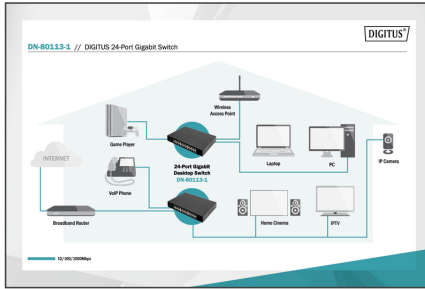 DIGITUS®
DN-80113-1 // DIGITUS 24-Port Gigabit Switch
Wireless
Access Point
Game Player
INTERNET
24-Port Gigabit
Desktop Switch
DN-80113-1
Laptop
PC
IP Camera
VoIP Phone
Broadband Router
Home Cinema
IPTV
10/100/1000Mbps